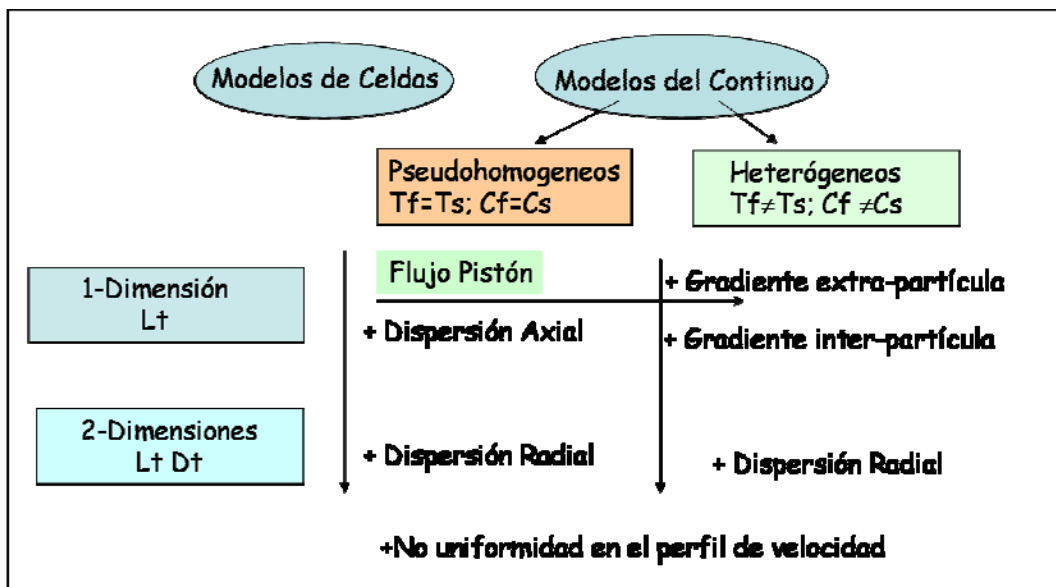 Modelos de Celdas
Modelos del Continuo
Pseudohomogeneos
Tf=Ts; Cf=Cs
Heterógeneos
Tf≠Ts; Cf ≠Cs
1-Dimensión
Lt
Flujo Pistón
+ Dispersión Axial
+ Gradiente extra-partícula
+ Gradiente inter-partícula
2-Dimensiones
Lt Dt
+ Dispersión Radial
+ Dispersión Radial
+No uniformidad en el perfil de velocidad